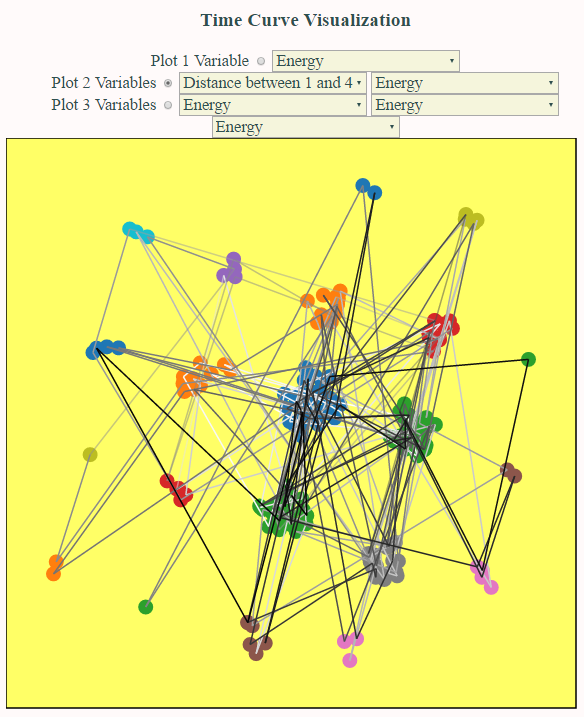 Time Curve Visualization
Plot 1 Variable Energy
Plot 2 Variables Distance between 1 and 4 Energy
Plot 3 Variables Energy Energy
Energy